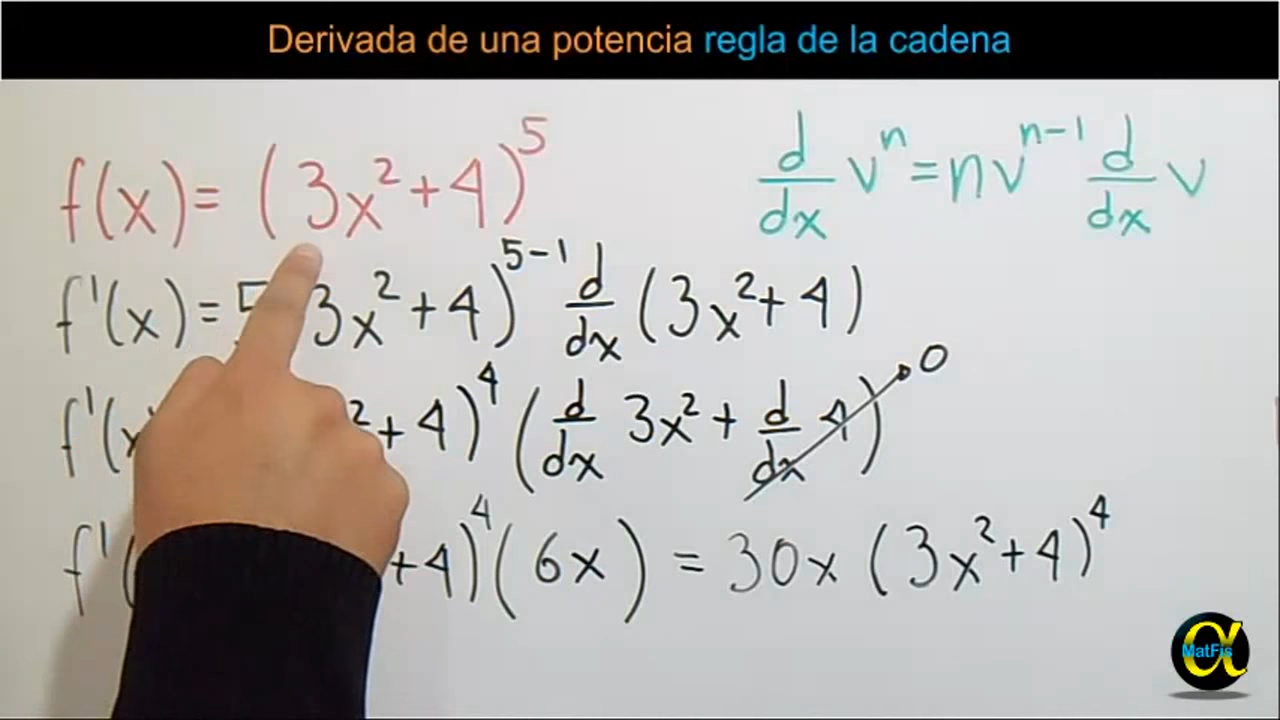 Derivada de una potencia regla de la cadena
f(x) = (3x²+4)⁵
d/dx vⁿ = nvⁿ⁻¹ d/dx v
f'(x) = 5 3x²+4)⁵⁻¹ d/dx (3x²+4)
f'(x ²+4)⁴ (d/dx 3x² + d/dx 4) 0
f'( +4)⁴ (6x) = 30x (3x²+4)⁴
α
MatFis